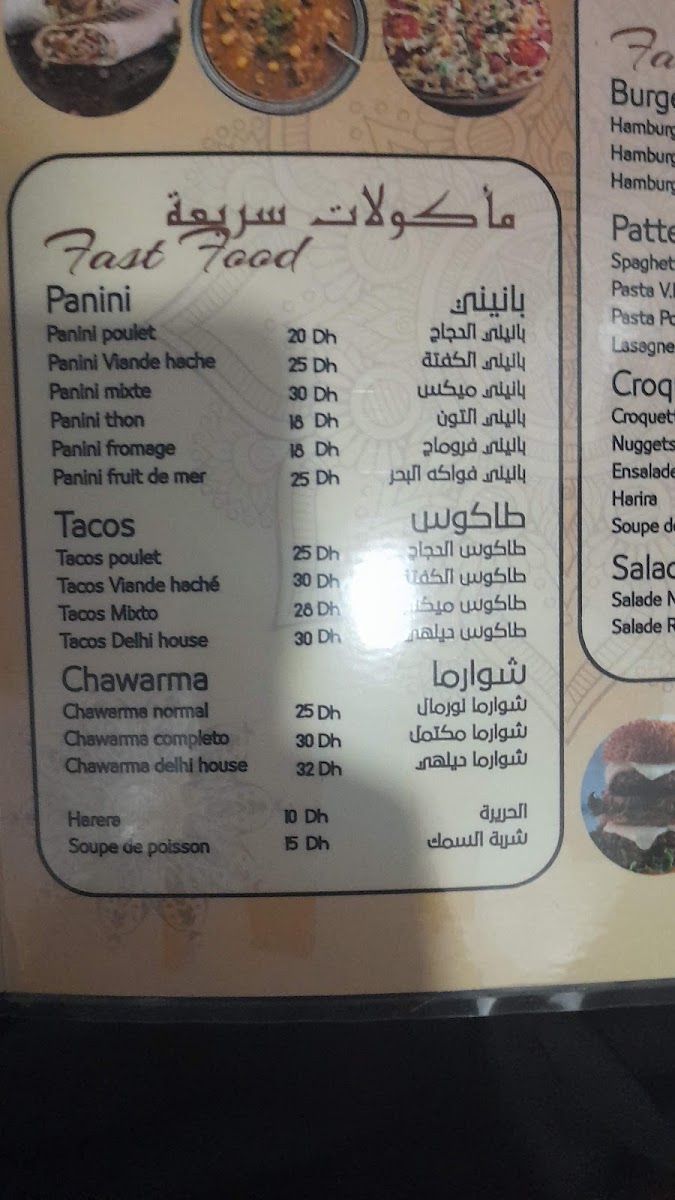 مأكولات سريعة
Fast Food
Panini بانيني
Panini poulet 20 Dh بانيني الدجاج
Panini Viande hache 25 Dh بانيني الكفتة
Panini mixte 30 Dh بانيني ميكس
Panini thon 18 Dh بانيني التون
Panini fromage 18 Dh بانيني فروماج
Panini fruit de mer 25 Dh بانيني فواكه البحر
Tacos طاكوس
Tacos poulet 25 Dh طاكوس الدجاج
Tacos Viande haché 30 Dh طاكوس الكفتة
Tacos Mixto 28 Dh طاكوس
Tacos Delhi house 30 Dh طاكوس ديلهي
Chawarma شوارما
Chawarma normal 25 Dh شوارما نورمال
Chawarma completo 30 Dh شوارما مكتمل
Chawarma delhi house 32 Dh شوارما ديلهي
Harera 10 Dh الحريرة
Soupe de poisson 15 Dh شربة السمك
Fa
Burge
Hamburg
Hamburg
Hamburg
Patte
Spaghet
Pasta V.
Pasta Po
Lasagne
Croq
Croquet
Nuggets
Ensalade
Harira
Soupe d
Salad
Salade
Salade